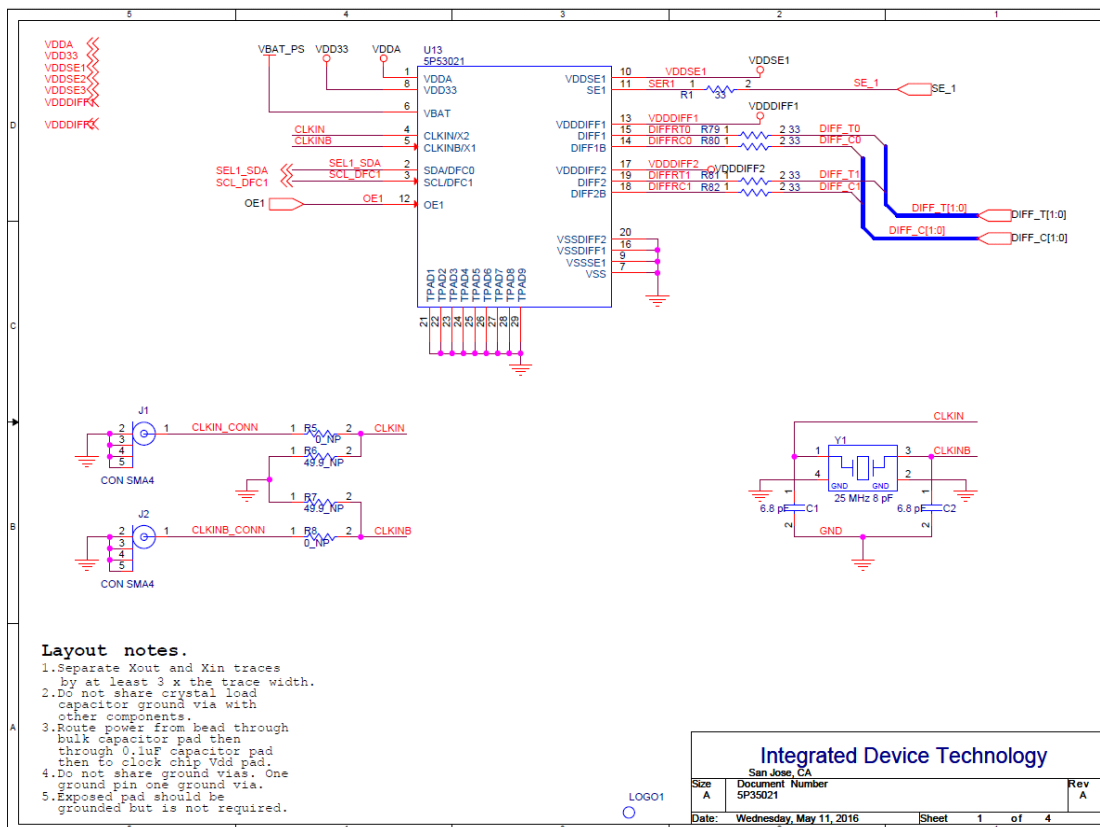 5 4 3 2 1
VDDA
VDD33
VDDSE1
VDDSE2
VDDSE3
VDDDIFF1
VDDDIFF2
VBAT_PS VDD33 VDDA
U13
5P53021
1 VDDA
8 VDD33
6 VBAT
CLKIN 4 CLKIN/X2
CLKINB 5 CLKINB/X1
SEL1_SDA SEL1_SDA 2 SDA/DFC0
SCL_DFC1 SCL_DFC1 3 SCL/DFC1
OE1 OE1 12 OE1
VDDSE1 10 VDDSE1 VDDSE1
SE1 11 SER1 1 R1 33 2 SE_1 SE_1
VDDDIFF1 13 VDDDIFF1 VDDDIFF1
DIFF1 15 DIFFRT0 R79 1 2 33 DIFF_T0
DIFF1B 14 DIFFRC0 R80 1 2 33 DIFF_C0
VDDDIFF2 17 VDDDIFF2 VDDDIFF2
DIFF2 19 DIFFRT1 R81 1 2 33 DIFF_T1
DIFF2B 18 DIFFRC1 R82 1 2 33 DIFF_C1
DIFF_T[1:0] DIFF_T[1:0]
DIFF_C[1:0] DIFF_C[1:0]
VSSDIFF2 20
VSSDIFF1 16
VSSSE1 9
VSS 7
TPAD1 TPAD2 TPAD3 TPAD4 TPAD5 TPAD6 TPAD7 TPAD8 TPAD9
21 22 23 24 25 26 27 28 29
D
C
B
A
J1
2 3 4 5 1 CLKIN_CONN 1 R5 2 CLKIN
0_NP
1 R6 2
49.9_NP
CON SMA4
1 R7 2
49.9_NP
J2
2 3 4 5 1 CLKINB_CONN 1 R8 2 CLKINB
0_NP
CON SMA4
CLKIN
Y1
1 3 CLKINB
4 2
GND GND
25 MHz 8 pF
1 1
6.8 pF C1 6.8 pF C2
2 2
GND
Layout notes.
1.Separate Xout and Xin traces
by at least 3 x the trace width.
2.Do not share crystal load
capacitor ground via with
other components.
3.Route power from bead through
bulk capacitor pad then
through 0.1uF capacitor pad
then to clock chip Vdd pad.
4.Do not share ground vias. One
ground pin one ground via.
5.Exposed pad should be
grounded but is not required.
LOGO1
Integrated Device Technology
San Jose, CA
Size Document Number Rev
A 5P35021 A
Date: Wednesday, May 11, 2016 Sheet 1 of 4